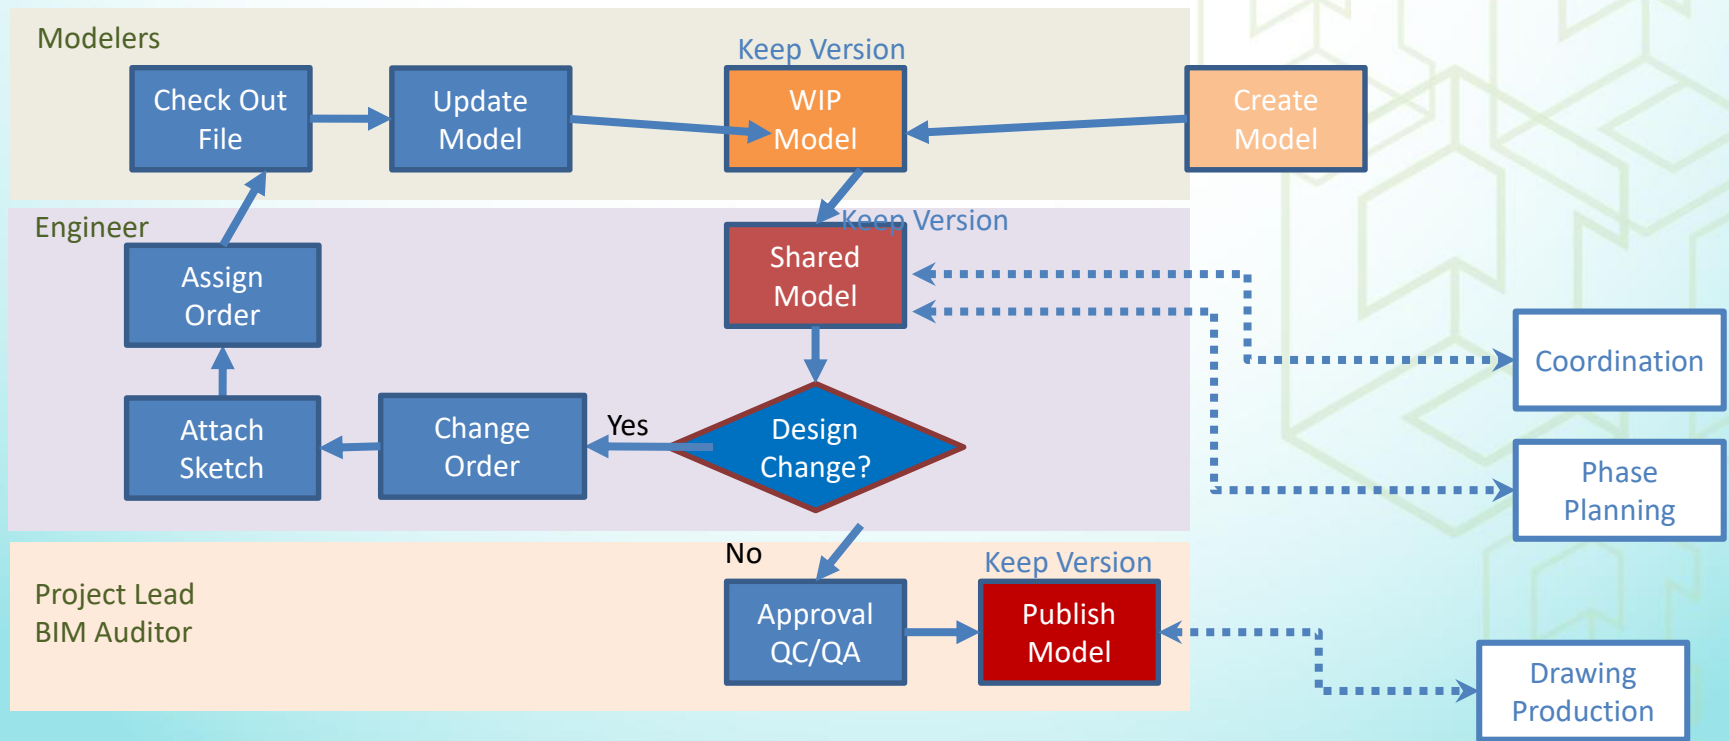 Modelers
Keep Version
Check Out
File
Update
Model
WIP
Model
Create
Model
Engineer
Keep Version
Assign
Order
Shared
Model
Coordination
Attach
Sketch
Change
Order
Yes
Design
Change?
Phase
Planning
No
Keep Version
Project Lead
BIM Auditor
Approval
QC/QA
Publish
Model
Drawing
Production